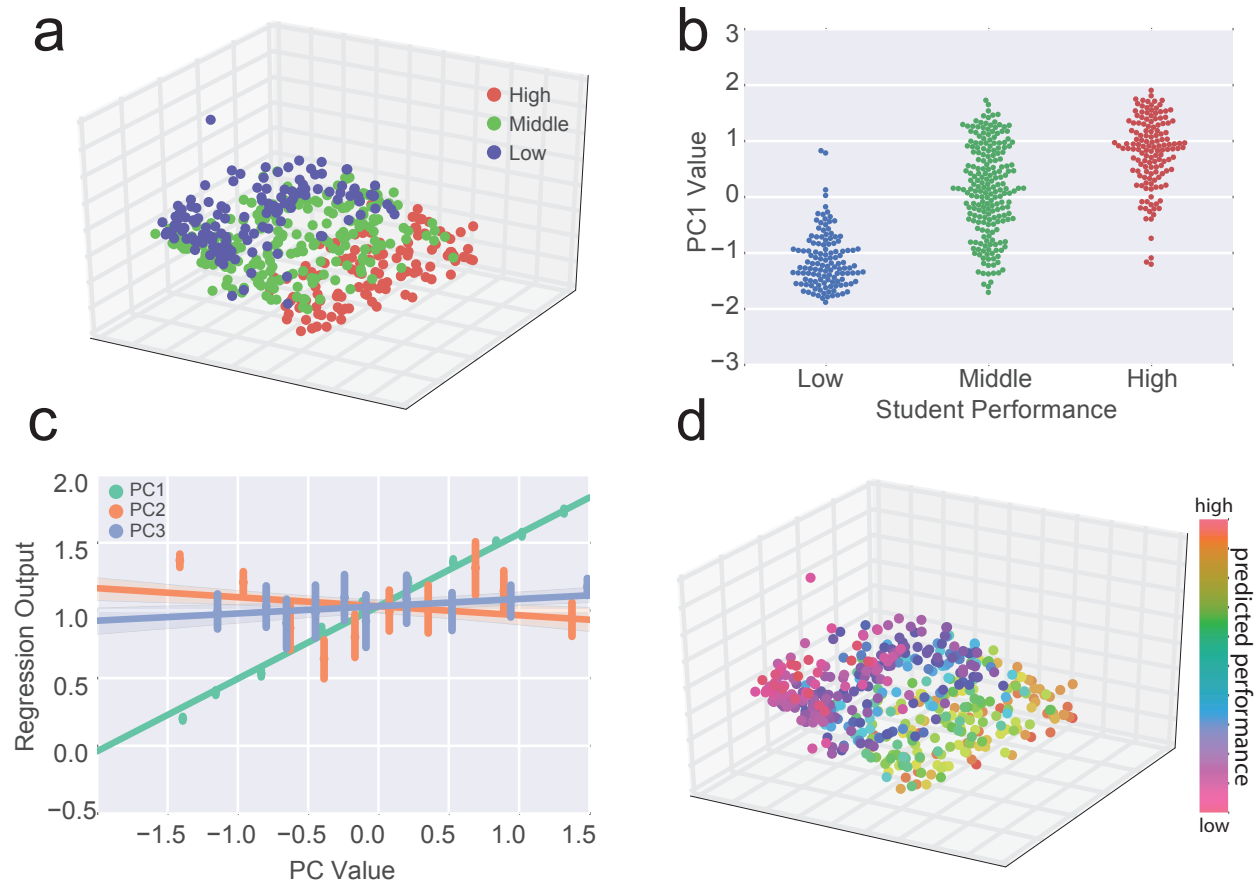 a
High
Middle
Low
b
3
2
1
0
−1
−2
−3
PC1 Value
Low Middle High
Student Performance
c
PC1
PC2
PC3
2.0
1.5
1.0
0.5
0.0
−0.5
Regression Output
−1.5 −1.0 −0.5 0.0 0.5 1.0 1.5
PC Value
d
high
predicted performance
low